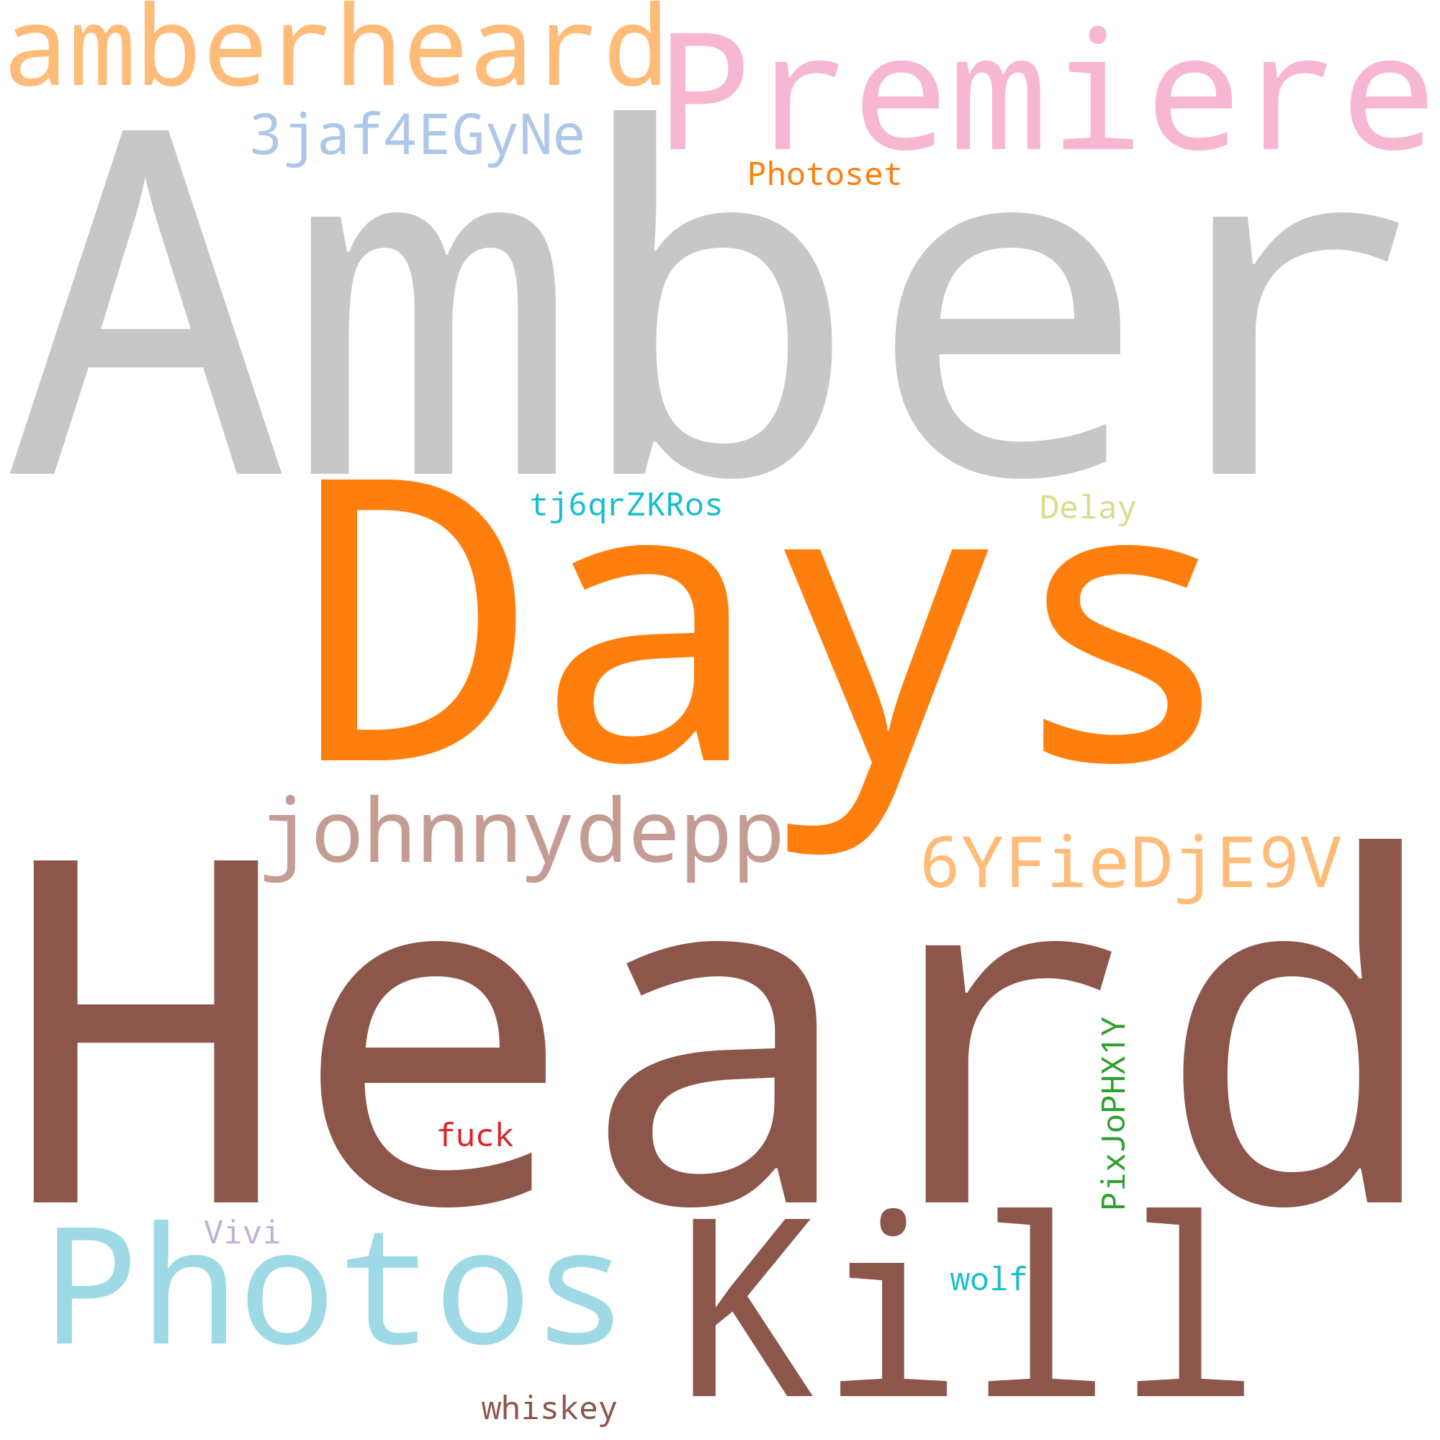 amberheard
Premiere
3jaf4EGyNe
Photoset
Amber
tj6qrZKRos
Delay
Days
johnnydepp
6YFieDjE9V
Heard
fuck
PixJoPHX1Y
Vivi
Photos
Kill
wolf
whiskey